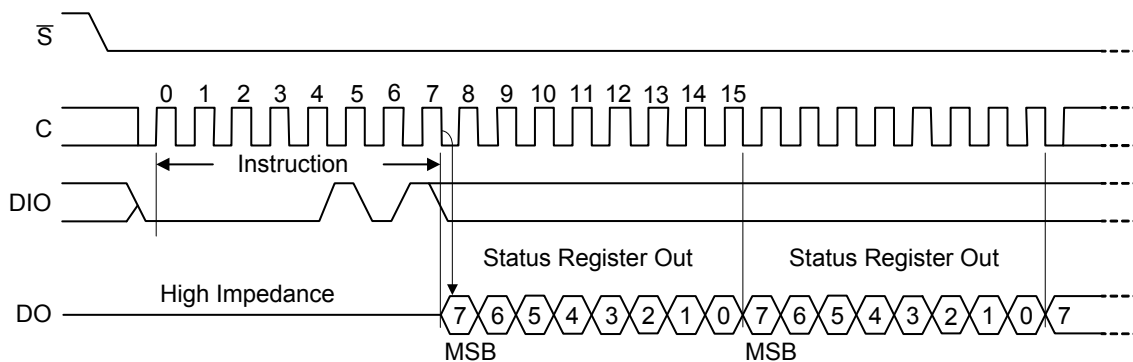 S
0 1 2 3 4 5 6 7 8 9 10 11 12 13 14 15
C
Instruction
DIO
Status Register Out Status Register Out
High Impedance
DO 7 6 5 4 3 2 1 0 7 6 5 4 3 2 1 0 7
MSB MSB